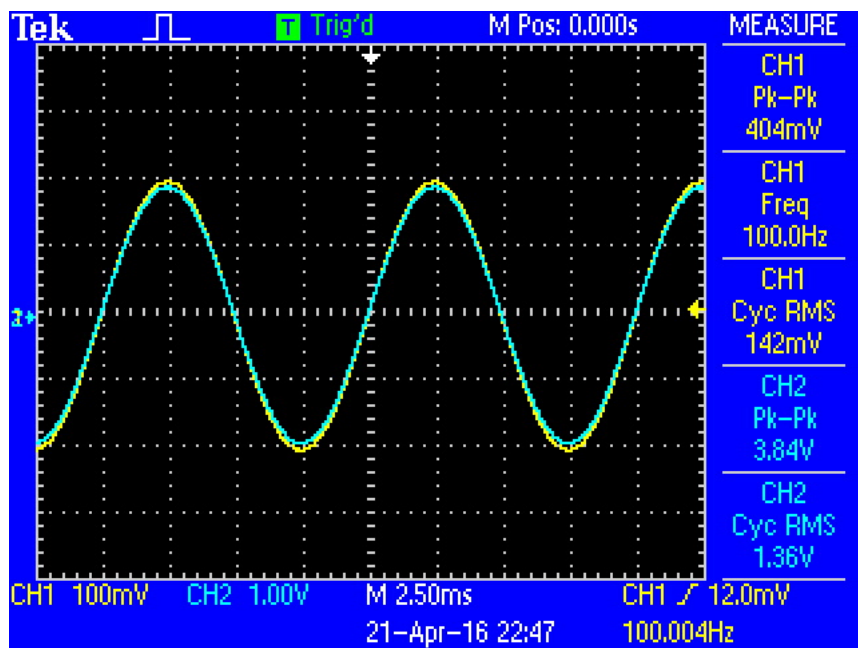 Tek T Trig'd M Pos: 0.000s MEASURE
CH1
Pk-Pk
404mV
CH1
Freq
100.0Hz
CH1
Cyc RMS
142mV
CH2
Pk-Pk
3.84V
CH2
Cyc RMS
1.36V
CH1 100mV CH2 1.00V M 2.50ms CH1 12.0mV
21-Apr-16 22:47 100.004Hz